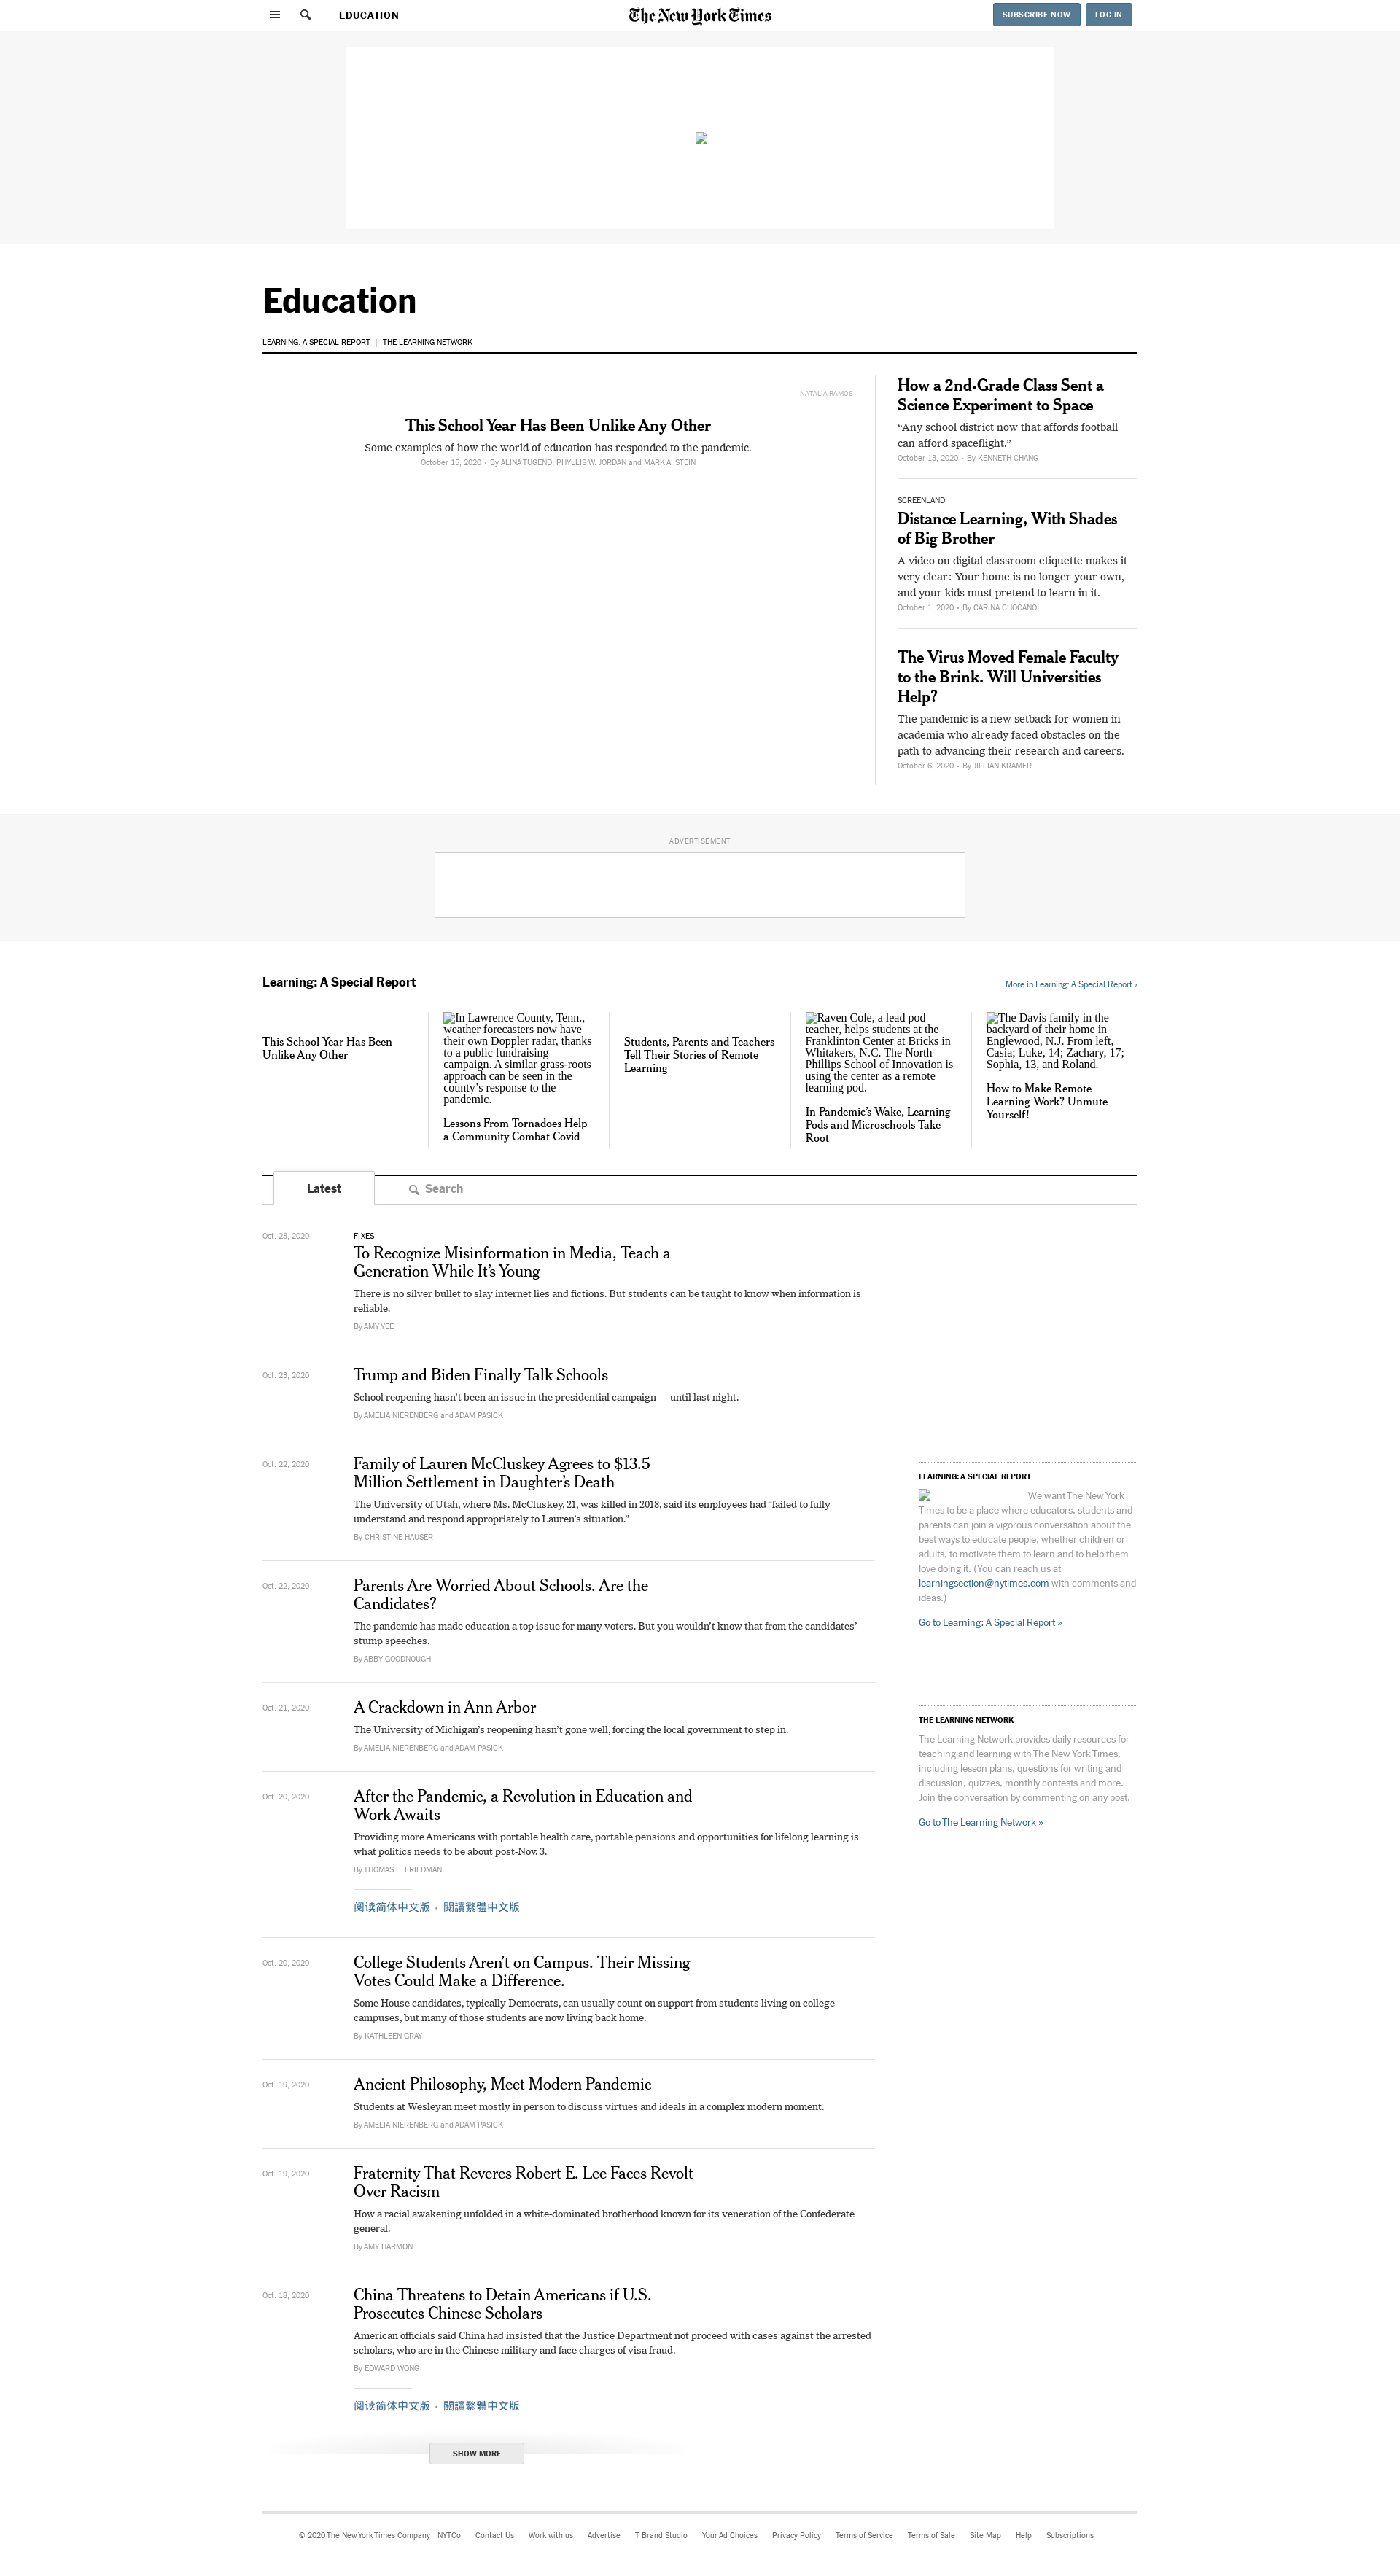 EDUCATION
The New York Times
SUBSCRIBE NOW
LOG IN
Education
LEARNING: A SPECIAL REPORT | THE LEARNING NETWORK
NATALIA RAMOS
This School Year Has Been Unlike Any Other
Some examples of how the world of education has responded to the pandemic.
October 15, 2020 • By ALINA TUGEND, PHYLLIS W. JORDAN and MARK A. STEIN
How a 2nd-Grade Class Sent a
Science Experiment to Space
“Any school district now that affords football
can afford spaceflight.”
October 13, 2020 • By KENNETH CHANG
SCREENLAND
Distance Learning, With Shades
of Big Brother
A video on digital classroom etiquette makes it
very clear: Your home is no longer your own,
and your kids must pretend to learn in it.
October 1, 2020 • By CARINA CHOCANO
The Virus Moved Female Faculty
to the Brink. Will Universities
Help?
The pandemic is a new setback for women in
academia who already faced obstacles on the
path to advancing their research and careers.
October 6, 2020 • By JILLIAN KRAMER
ADVERTISEMENT
Learning: A Special Report
More in Learning: A Special Report ›
This School Year Has Been
Unlike Any Other
In Lawrence County, Tenn.,
weather forecasters now have
their own Doppler radar, thanks
to a public fundraising
campaign. A similar grass-roots
approach can be seen in the
county’s response to the
pandemic.
Lessons From Tornadoes Help
a Community Combat Covid
Students, Parents and Teachers
Tell Their Stories of Remote
Learning
Raven Cole, a lead pod
teacher, helps students at the
Franklinton Center at Bricks in
Whitakers, N.C. The North
Phillips School of Innovation is
using the center as a remote
learning pod.
In Pandemic’s Wake, Learning
Pods and Microschools Take
Root
The Davis family in the
backyard of their home in
Englewood, N.J. From left,
Casia; Luke, 14; Zachary, 17;
Sophia, 13, and Roland.
How to Make Remote
Learning Work? Unmute
Yourself!
Latest
Search
Oct. 23, 2020
FIXES
To Recognize Misinformation in Media, Teach a
Generation While It’s Young
There is no silver bullet to slay internet lies and fictions. But students can be taught to know when information is
reliable.
By AMY YEE
Oct. 23, 2020
Trump and Biden Finally Talk Schools
School reopening hasn’t been an issue in the presidential campaign — until last night.
By AMELIA NIERENBERG and ADAM PASICK
Oct. 22, 2020
Family of Lauren McCluskey Agrees to $13.5
Million Settlement in Daughter’s Death
The University of Utah, where Ms. McCluskey, 21, was killed in 2018, said its employees had “failed to fully
understand and respond appropriately to Lauren’s situation.”
By CHRISTINE HAUSER
Oct. 22, 2020
Parents Are Worried About Schools. Are the
Candidates?
The pandemic has made education a top issue for many voters. But you wouldn’t know that from the candidates’
stump speeches.
By ABBY GOODNOUGH
Oct. 21, 2020
A Crackdown in Ann Arbor
The University of Michigan’s reopening hasn’t gone well, forcing the local government to step in.
By AMELIA NIERENBERG and ADAM PASICK
Oct. 20, 2020
After the Pandemic, a Revolution in Education and
Work Awaits
Providing more Americans with portable health care, portable pensions and opportunities for lifelong learning is
what politics needs to be about post-Nov. 3.
By THOMAS L. FRIEDMAN
阅读简体中文版 • 閱讀繁體中文版
Oct. 20, 2020
College Students Aren’t on Campus. Their Missing
Votes Could Make a Difference.
Some House candidates, typically Democrats, can usually count on support from students living on college
campuses, but many of those students are now living back home.
By KATHLEEN GRAY
Oct. 19, 2020
Ancient Philosophy, Meet Modern Pandemic
Students at Wesleyan meet mostly in person to discuss virtues and ideals in a complex modern moment.
By AMELIA NIERENBERG and ADAM PASICK
Oct. 19, 2020
Fraternity That Reveres Robert E. Lee Faces Revolt
Over Racism
How a racial awakening unfolded in a white-dominated brotherhood known for its veneration of the Confederate
general.
By AMY HARMON
Oct. 18, 2020
China Threatens to Detain Americans if U.S.
Prosecutes Chinese Scholars
American officials said China had insisted that the Justice Department not proceed with cases against the arrested
scholars, who are in the Chinese military and face charges of visa fraud.
By EDWARD WONG
阅读简体中文版 • 閱讀繁體中文版
SHOW MORE
LEARNING: A SPECIAL REPORT
We want The New York
Times to be a place where educators, students and
parents can join a vigorous conversation about the
best ways to educate people, whether children or
adults, to motivate them to learn and to help them
love doing it. (You can reach us at
learningsection@nytimes.com with comments and
ideas.)
Go to Learning: A Special Report »
THE LEARNING NETWORK
The Learning Network provides daily resources for
teaching and learning with The New York Times,
including lesson plans, questions for writing and
discussion, quizzes, monthly contests and more.
Join the conversation by commenting on any post.
Go to The Learning Network »
© 2020 The New York Times Company NYTCo Contact Us Work with us Advertise T Brand Studio Your Ad Choices Privacy Policy Terms of Service Terms of Sale Site Map Help Subscriptions